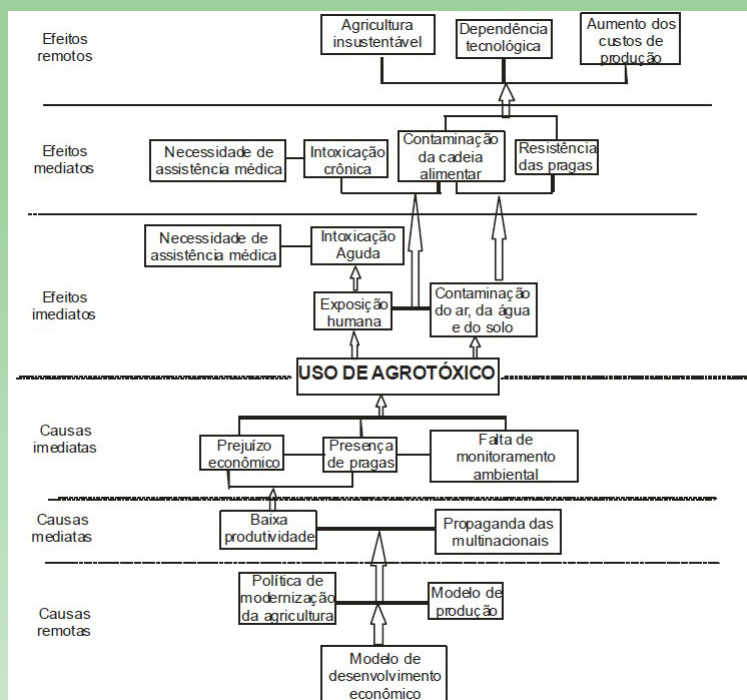 Efeitos
remotos
Agricultura
insustentável
Dependência
tecnológica
Aumento dos
custos de
produção
Efeitos
mediatos
Necessidade de
assistência médica
Intoxicação
crônica
Contaminação
da cadeia
alimentar
Resistência
das pragas
Necessidade de
assistência médica
Intoxicação
Aguda
Efeitos
imediatos
Exposição
humana
Contaminação
do ar, da água
e do solo
USO DE AGROTÓXICO
Causas
imediatas
Prejuízo
econômico
Presença
de pragas
Falta de
monitoramento
ambiental
Causas
mediatas
Baixa
produtividade
Propaganda das
multinacionais
Causas
remotas
Política de
modernização
da agricultura
Modelo de
produção
Modelo de
desenvolvimento
econômico